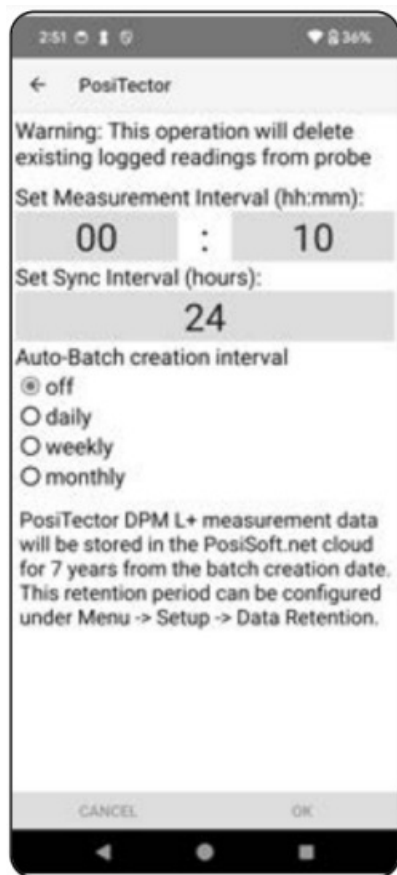 2:51 36%
PosiTector
Warning: This operation will delete
existing logged readings from probe
Set Measurement Interval (hh:mm):
00 : 10
Set Sync Interval (hours):
24
Auto-Batch creation interval
off
daily
weekly
monthly
PosiTector DPM L+ measurement data
will be stored in the PosiSoft.net cloud
for 7 years from the batch creation date.
This retention period can be configured
under Menu -> Setup -> Data Retention.
CANCEL OK